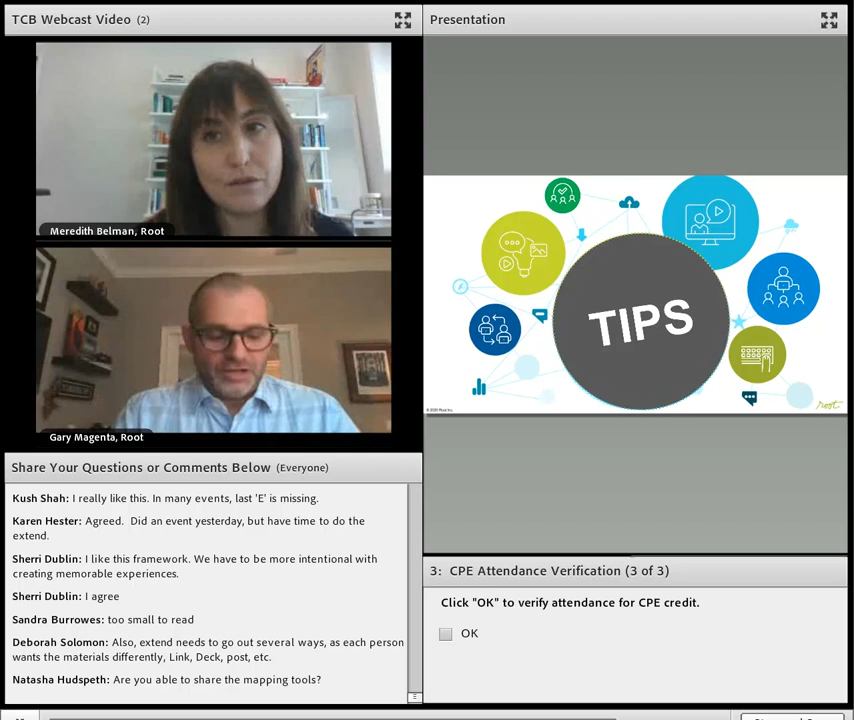 TCB Webcast Video (2)
Meredith Belman, Root
Gary Magenta, Root
Share Your Questions or Comments Below (Everyone)
Kush Shah: I really like this. In many events, last 'E' is missing.
Karen Hester: Agreed. Did an event yesterday, but have time to do the
extend.
Sherri Dublin: I like this framework. We have to be more intentional with
creating memorable experiences.
Sherri Dublin: I agree
Sandra Burrowes: too small to read
Deborah Solomon: Also, extend needs to go out several ways, as each person
wants the materials differently, Link, Deck, post, etc.
Natasha Hudspeth: Are you able to share the mapping tools?
Presentation
TIPS
© 2020 Root Inc.
root
3: CPE Attendance Verification (3 of 3)
Click "OK" to verify attendance for CPE credit.
OK